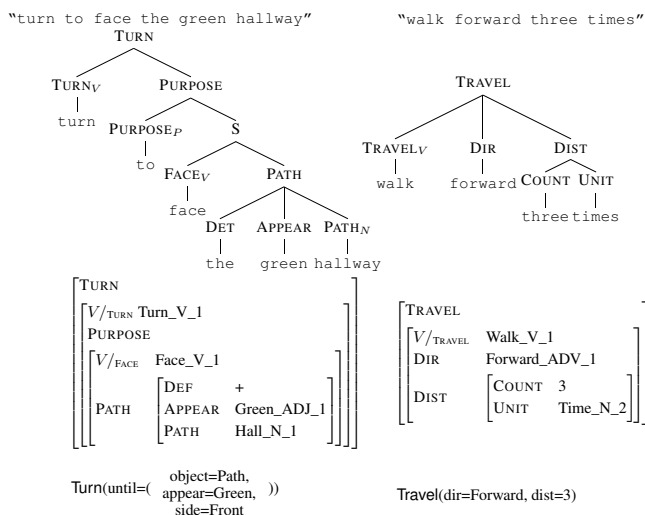 "turn to face the green hallway"
TURN
TURN_V PURPOSE
turn
PURPOSE_P S
to
FACE_V PATH
face
DET APPEAR PATH_N
the green hallway
TURN
V/TURN Turn_V_1
PURPOSE
V/FACE Face_V_1
DEF +
PATH APPEAR Green_ADJ_1
PATH Hall_N_1
Turn(until=( object=Path,
appear=Green, ))
side=Front
"walk forward three times"
TRAVEL
TRAVEL_V DIR DIST
walk forward
COUNT UNIT
three times
TRAVEL
V/TRAVEL Walk_V_1
DIR Forward_ADV_1
DIST COUNT 3
UNIT Time_N_2
Travel(dir=Forward, dist=3)